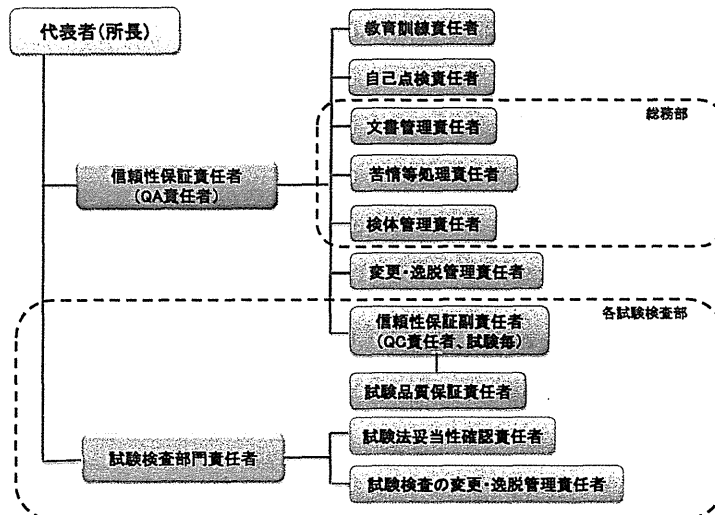 代表者(所長)
教育訓練責任者
自己点検責任者
総務部
文書管理責任者
苦情等処理責任者
信頼性保証責任者
(QA責任者)
検体管理責任者
変更・逸脱管理責任者
各試験検査部
信頼性保証副責任者
(QC責任者、試験毎)
試験品質保証責任者
試験法妥当性確認責任者
試験検査部門責任者
試験検査の変更・逸脱管理責任者